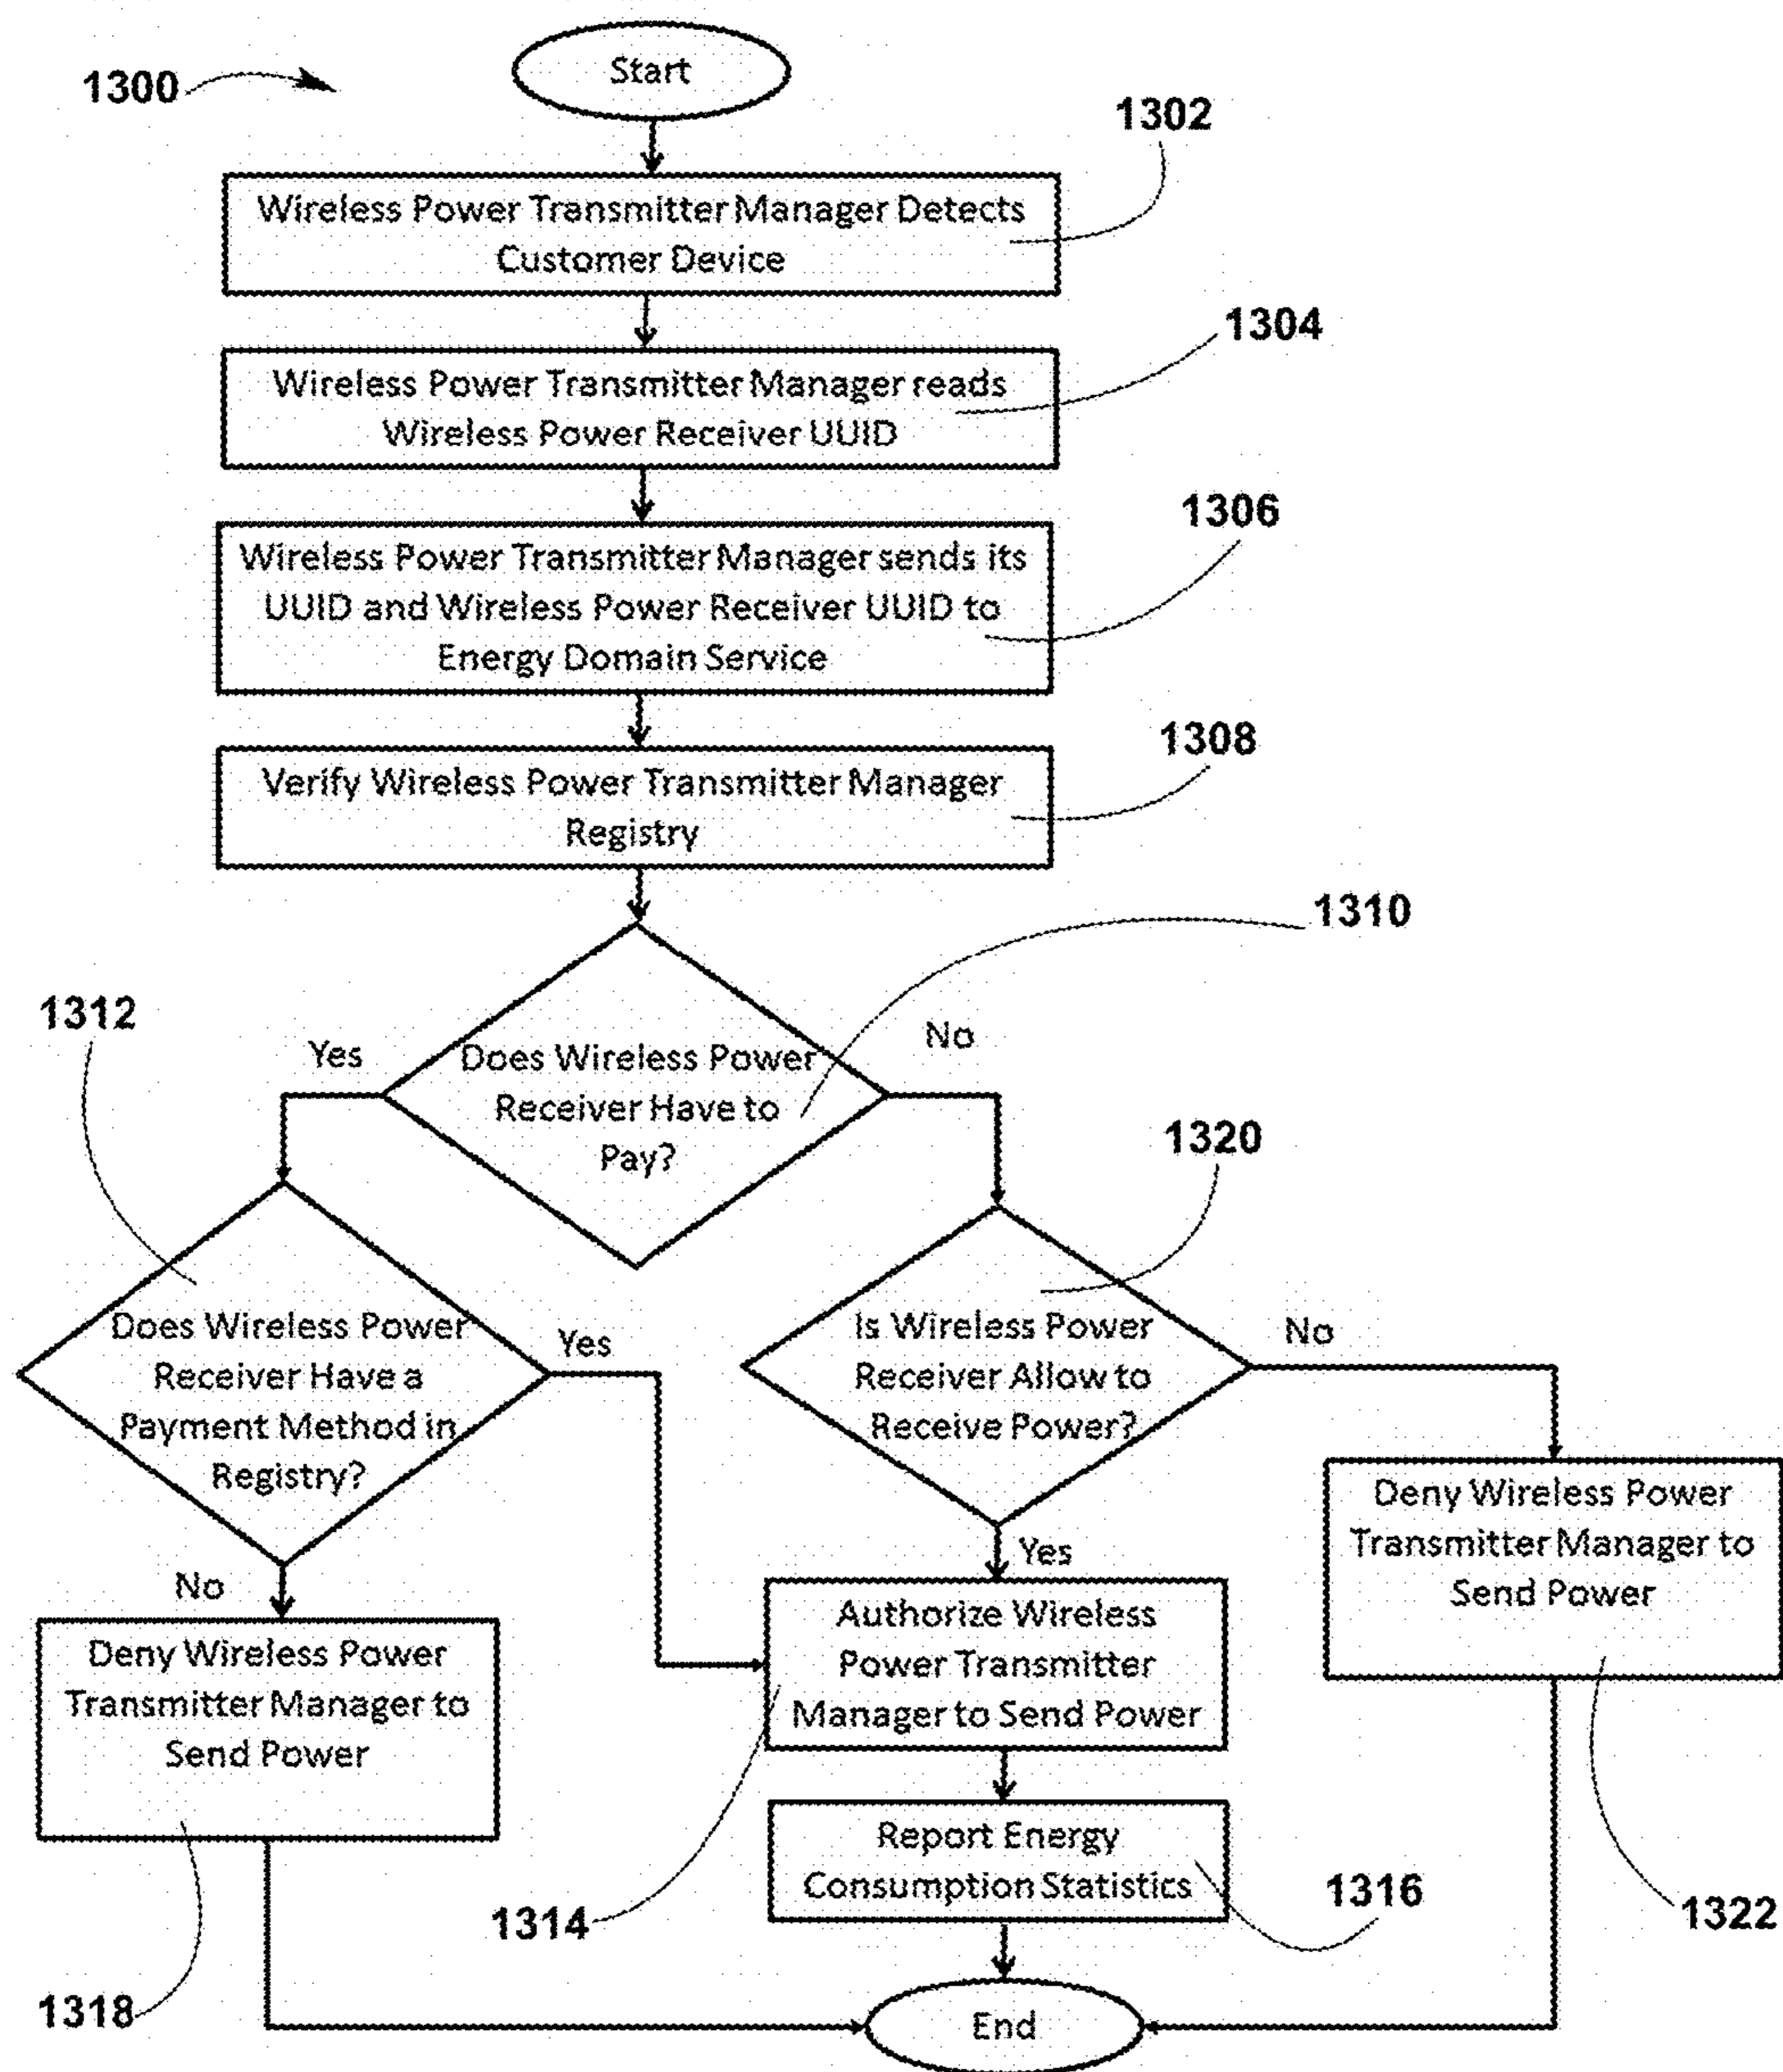 1300
Start
1302
Wireless Power Transmitter Manager Detects
Customer Device
1304
Wireless Power Transmitter Manager reads
Wireless Power Receiver UUID
1306
Wireless Power Transmitter Manager sends its
UUID and Wireless Power Receiver UUID to
Energy Domain Service
1308
Verify Wireless Power Transmitter Manager
Registry
1310
1312
Yes
No
Does Wireless Power
Receiver Have to
Pay?
1320
Does Wireless Power
Receiver Have a
Payment Method in
Registry?
Yes
Is Wireless Power
Receiver Allow to
Receive Power?
No
No
Yes
Deny Wireless Power
Transmitter Manager to
Send Power
Authorize Wireless
Power Transmitter
Manager to Send Power
Deny Wireless Power
Transmitter Manager to
Send Power
Report Energy
Consumption Statistics
1314
1316
1322
1318
End